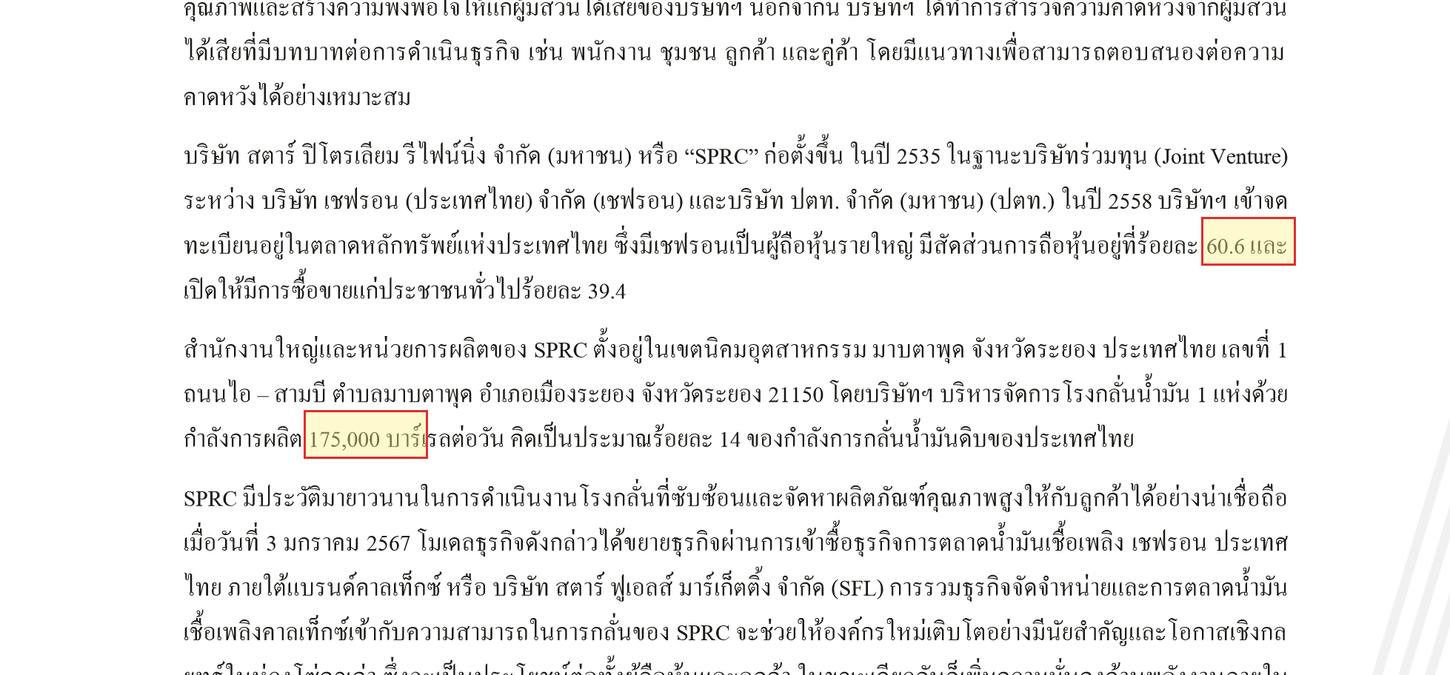 คุณภาพและสร้างความพึงพอใจให้แก่ผู้มีส่วนได้เสียของบริษัทฯ นอกจากนี้ บริษัทฯ ได้ทำการสำรวจความคาดหวังจากผู้มีส่วน
ได้เสียที่มีบทบาทต่อการดำเนินธุรกิจ เช่น พนักงาน ชุมชน ลูกค้า และคู่ค้า โดยมีแนวทางเพื่อสามารถตอบสนองต่อความ
คาดหวังได้อย่างเหมาะสม
บริษัท สตาร์ ปิโตรเลียม รีไฟน์นิ่ง จำกัด (มหาชน) หรือ “SPRC” ก่อตั้งขึ้น ในปี 2535 ในฐานะบริษัทร่วมทุน (Joint Venture)
ระหว่าง บริษัท เชฟรอน (ประเทศไทย) จำกัด (เชฟรอน) และบริษัท ปตท. จำกัด (มหาชน) (ปตท.) ในปี 2558 บริษัทฯ เข้าจด
ทะเบียนอยู่ในตลาดหลักทรัพย์แห่งประเทศไทย ซึ่งมีเชฟรอนเป็นผู้ถือหุ้นรายใหญ่ มีสัดส่วนการถือหุ้นอยู่ที่ร้อยละ 60.6 และ
เปิดให้มีการซื้อขายแก่ประชาชนทั่วไปร้อยละ 39.4
สำนักงานใหญ่และหน่วยการผลิตของ SPRC ตั้งอยู่ในเขตนิคมอุตสาหกรรม มาบตาพุด จังหวัดระยอง ประเทศไทย เลขที่ 1
ถนนไอ – สามบี ตำบลมาบตาพุด อำเภอเมืองระยอง จังหวัดระยอง 21150 โดยบริษัทฯ บริหารจัดการโรงกลั่นน้ำมัน 1 แห่งด้วย
กำลังการผลิต 175,000 บาร์เรลต่อวัน คิดเป็นประมาณร้อยละ 14 ของกำลังการกลั่นน้ำมันดิบของประเทศไทย
SPRC มีประวัติมายาวนานในการดำเนินงานโรงกลั่นที่ซับซ้อนและจัดหาผลิตภัณฑ์คุณภาพสูงให้กับลูกค้าได้อย่างน่าเชื่อถือ
เมื่อวันที่ 3 มกราคม 2567 โมเดลธุรกิจดังกล่าวได้ขยายธุรกิจผ่านการเข้าซื้อธุรกิจการตลาดน้ำมันเชื้อเพลิง เชฟรอน ประเทศ
ไทย ภายใต้แบรนด์คาลเท็กซ์ หรือ บริษัท สตาร์ ฟูเอลส์ มาร์เก็ตติ้ง จำกัด (SFL) การรวมธุรกิจจัดจำหน่ายและการตลาดน้ำมัน
เชื้อเพลิงคาลเท็กซ์เข้ากับความสามารถในการกลั่นของ SPRC จะช่วยให้องค์กรใหม่เติบโตอย่างมีนัยสำคัญและโอกาสเชิงกล